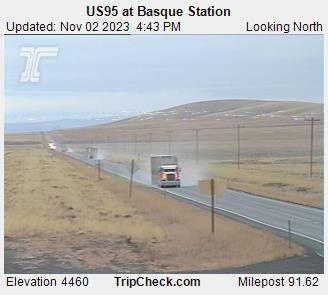 US95 at Basque Station
Updated: Nov 02 2023 4:43 PM Looking North
Elevation 4460 TripCheck.com Milepost 91.62